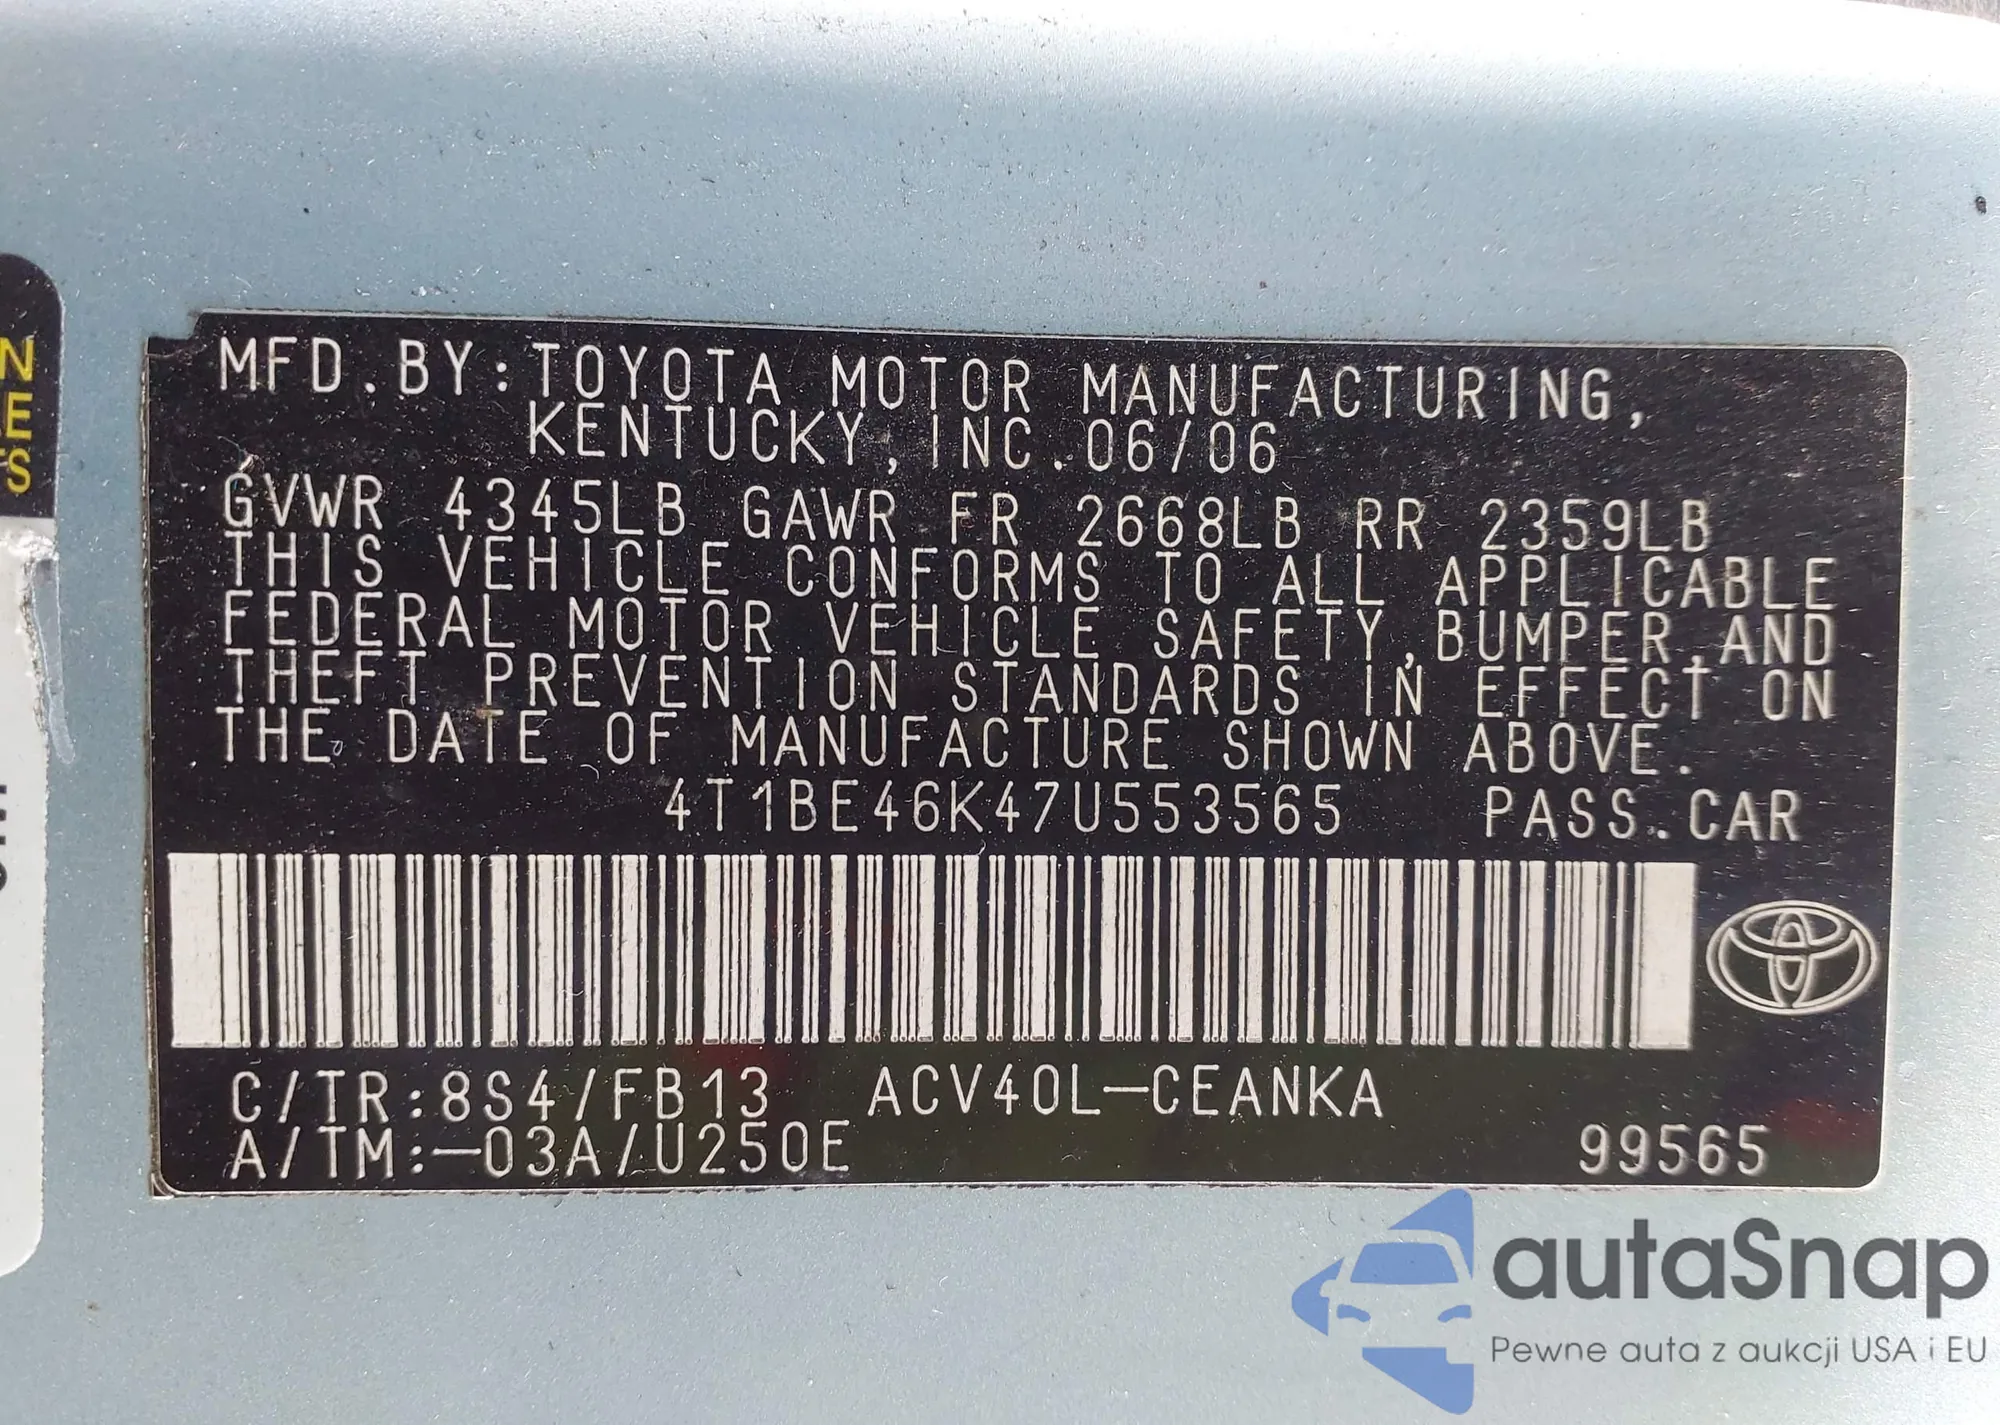 MFD.BY:TOYOTA MOTOR MANUFACTURING,
KENTUCKY, INC.06/06
GVWR 4345LB GAWR FR 2668LB RR 2359LB
THIS VEHICLE CONFORMS TO ALL APPLICABLE
FEDERAL MOTOR VEHICLE SAFETY,BUMPER,AND
THEFT PREVENTION STANDARDS IN EFFECT ON
THE DATE OF MANUFACTURE SHOWN ABOVE.
4T1BE46K47U553565 PASS.CAR
C/TR:8S4/FB13 ACV40L-CEANKA
A/TM:-03A/U250E 99565
autaSnap
Pewne auta z aukcji USA i EU